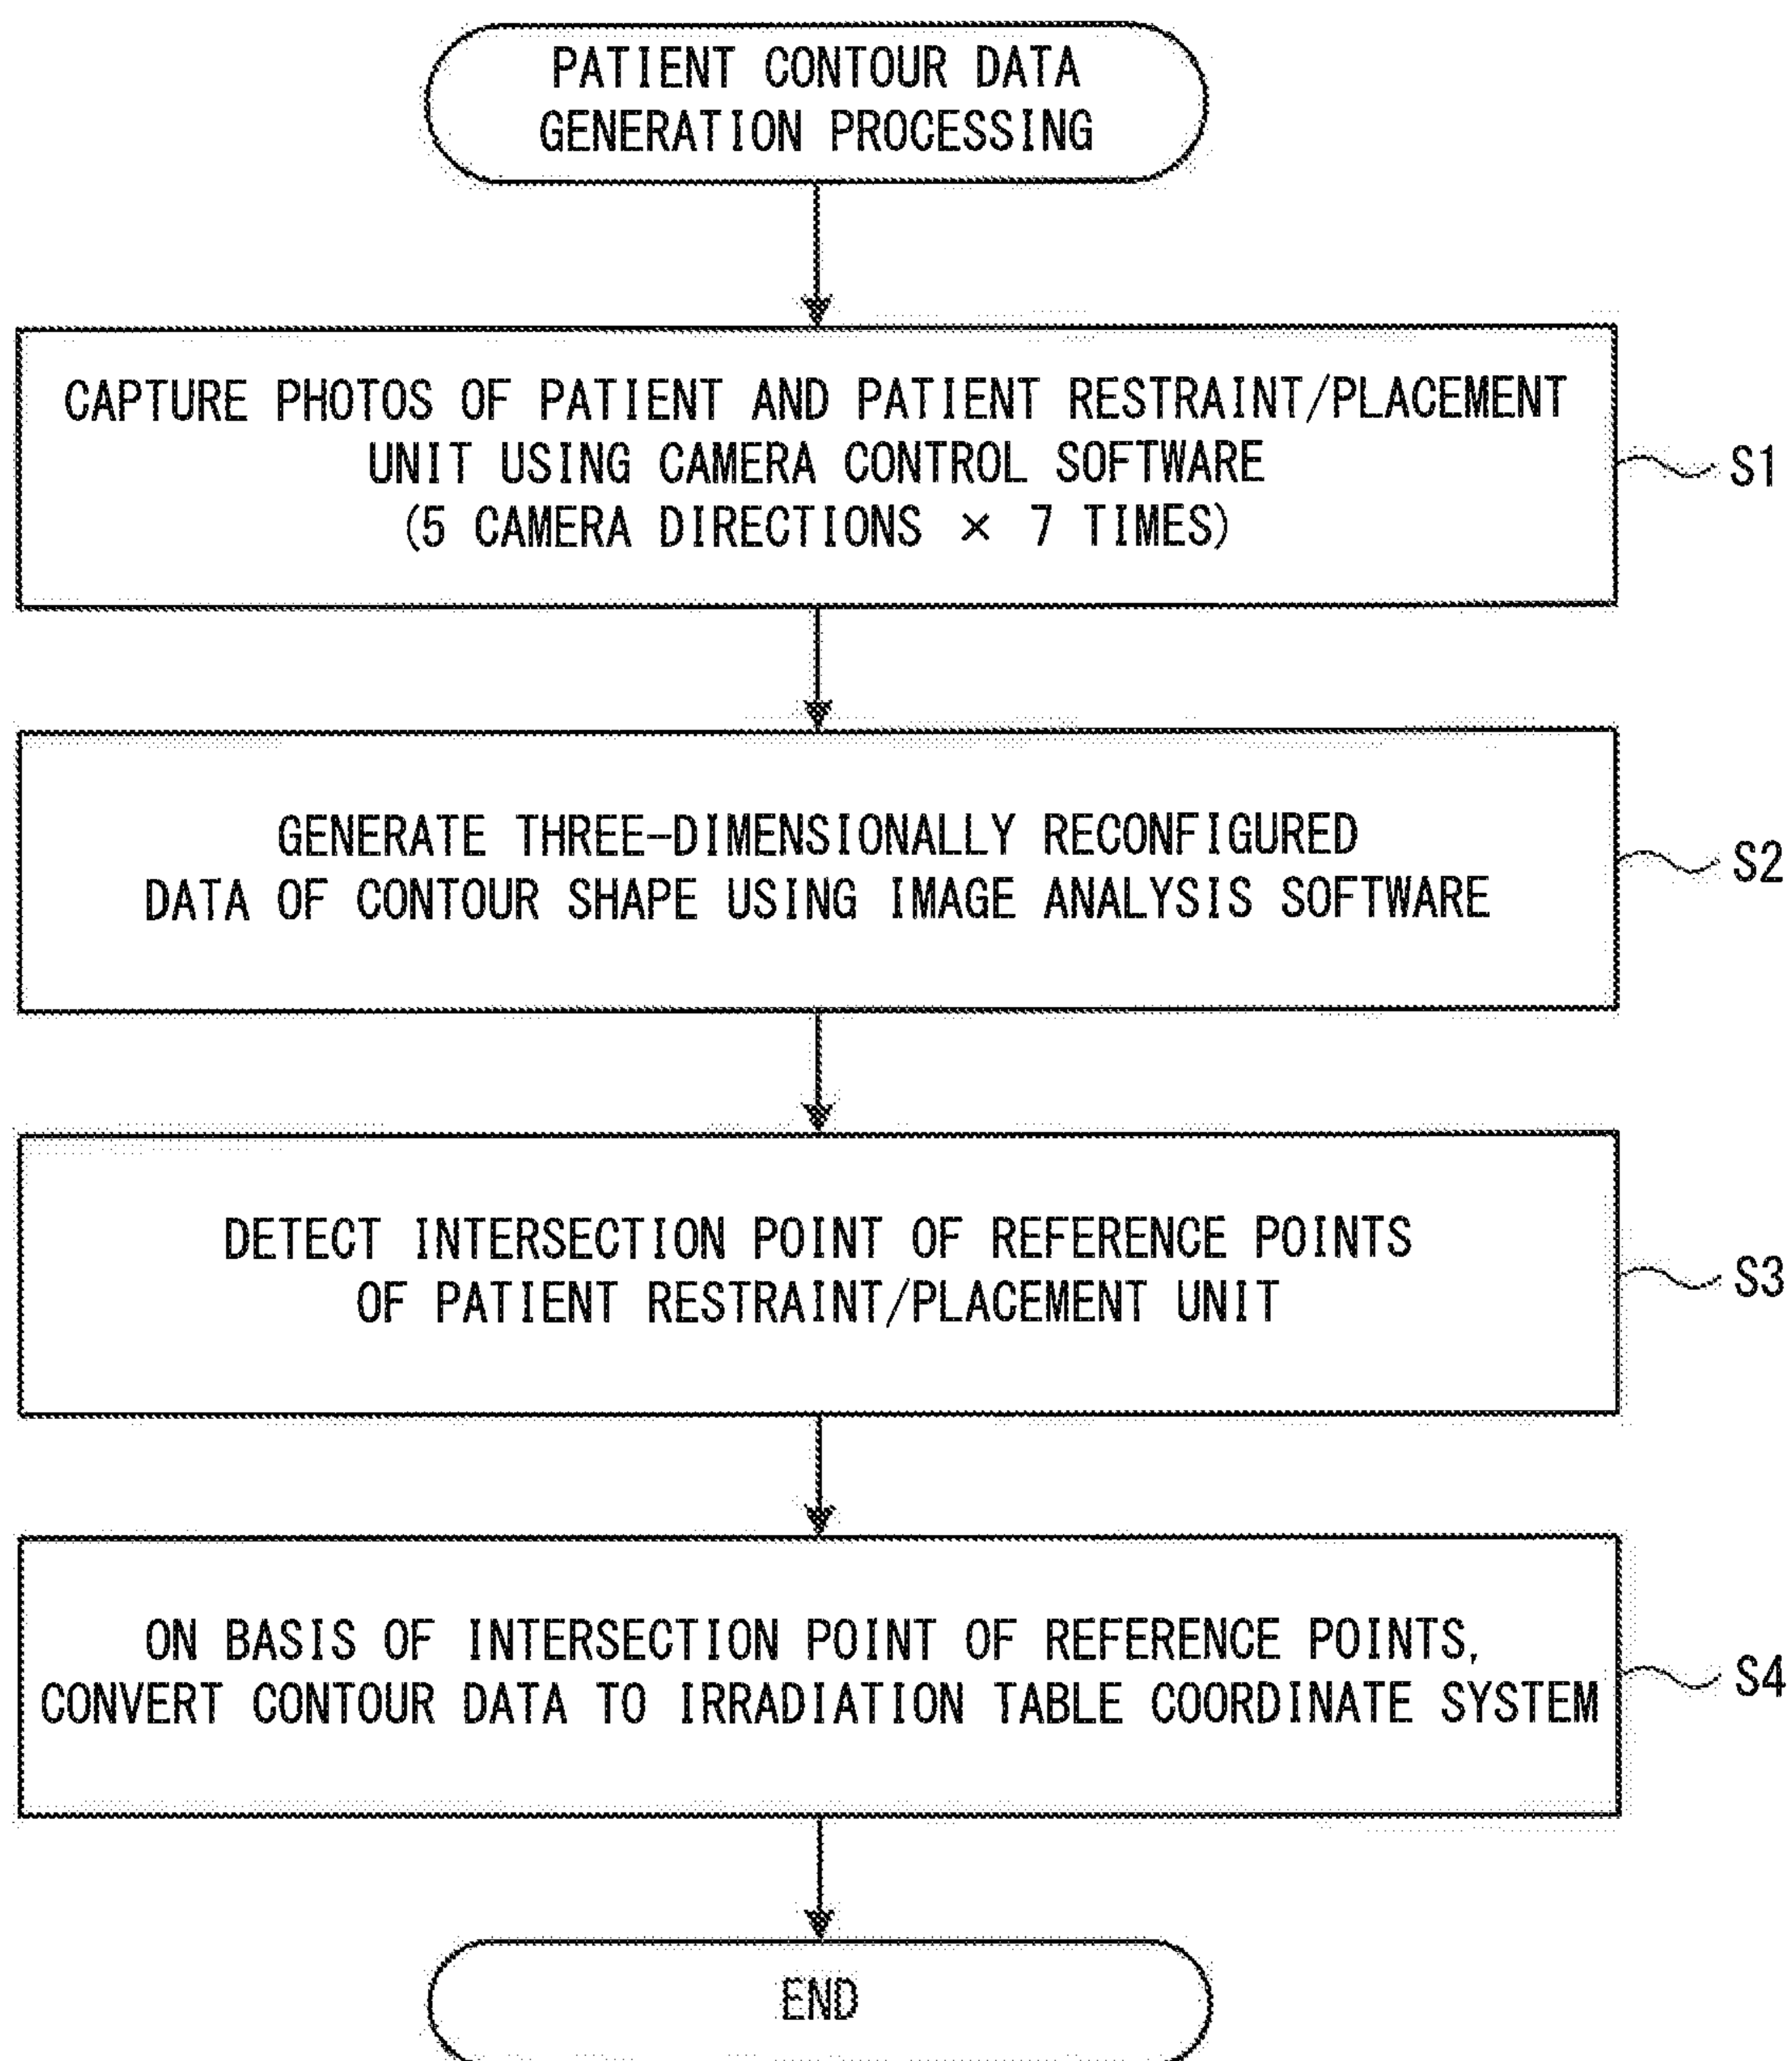 PATIENT CONTOUR DATA
GENERATION PROCESSING
CAPTURE PHOTOS OF PATIENT AND PATIENT RESTRAINT/PLACEMENT
UNIT USING CAMERA CONTROL SOFTWARE
(5 CAMERA DIRECTIONS × 7 TIMES)
S1
GENERATE THREE-DIMENSIONALLY RECONFIGURED
DATA OF CONTOUR SHAPE USING IMAGE ANALYSIS SOFTWARE
S2
DETECT INTERSECTION POINT OF REFERENCE POINTS
OF PATIENT RESTRAINT/PLACEMENT UNIT
S3
ON BASIS OF INTERSECTION POINT OF REFERENCE POINTS,
CONVERT CONTOUR DATA TO IRRADIATION TABLE COORDINATE SYSTEM
S4
END